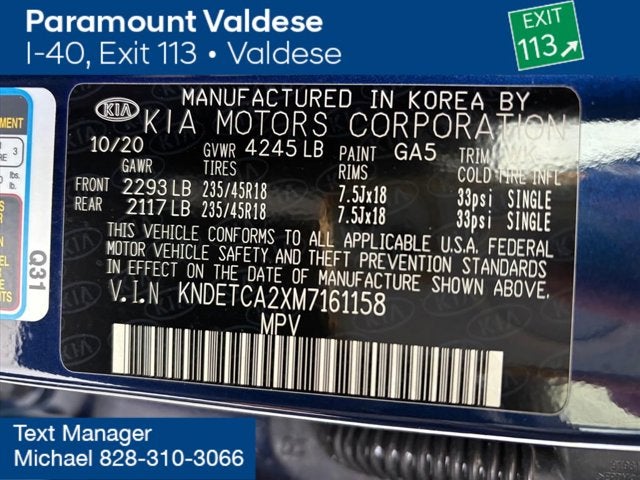 Paramount Valdese
I-40, Exit 113 • Valdese
EXIT
113
MENT
3
lbs.
lb.
Q31
KIA
MANUFACTURED IN KOREA BY
KIA MOTORS CORPORATION
10/20 GVWR 4245 LB PAINT GA5 TRIM
GAWR TIRES RIMS COLD TIRE INFL
FRONT 2293 LB 235/45R18 7.5Jx18 33psi SINGLE
REAR 2117 LB 235/45R18 7.5Jx18 33psi SINGLE
THIS VEHICLE CONFORMS TO ALL APPLICABLE U.S.A. FEDERAL
MOTOR VEHICLE SAFETY AND THEFT PREVENTION STANDARDS
IN EFFECT ON THE DATE OF MANUFACTURE SHOWN ABOVE.
V.I.N KNDETCA2XM7161158
MPV
Text Manager
Michael 828-310-3066